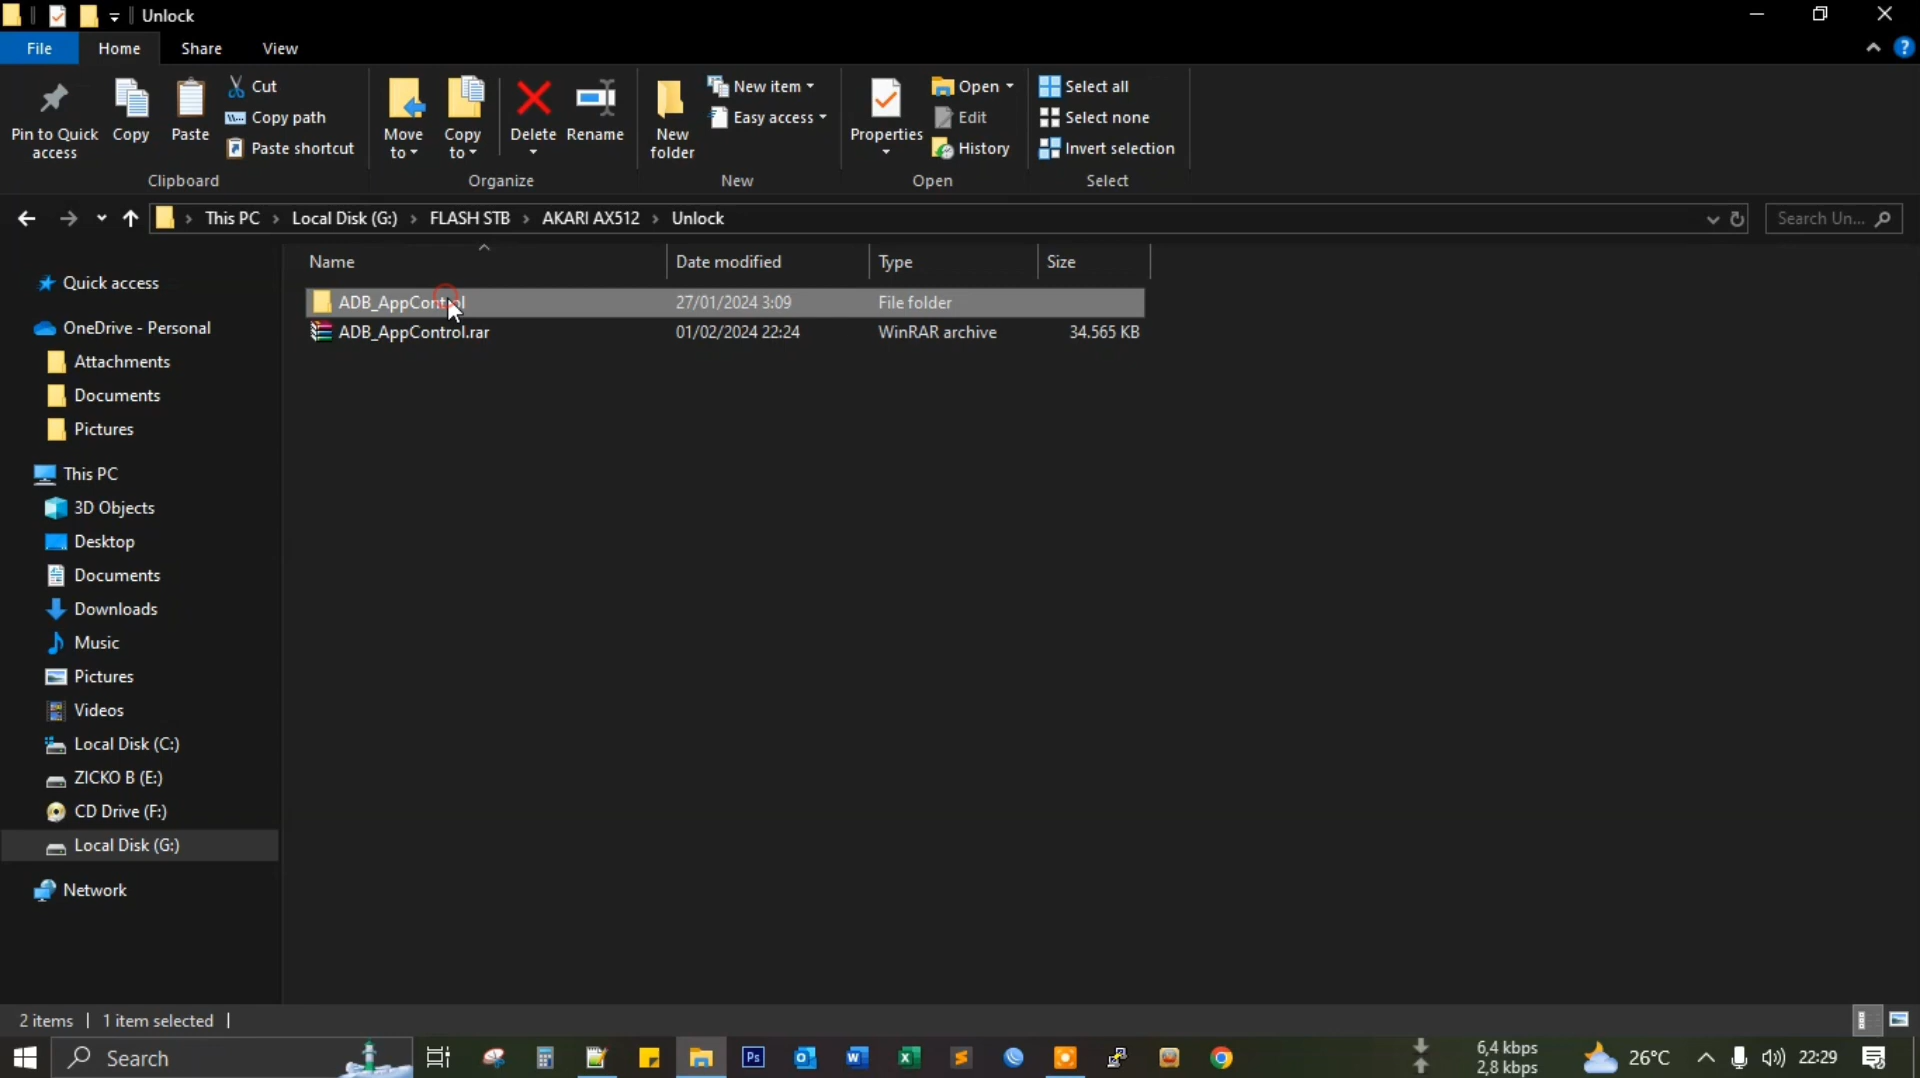 Unlock
File Home Share View
Pin to Quick access
Copy
Paste
Cut
Copy path
Paste shortcut
Clipboard
Move to
Copy to
Delete
Rename
Organize
New folder
New item
Easy access
New
Properties
Open
Edit
History
Open
Select all
Select none
Invert selection
Select
This PC > Local Disk (G:) > FLASH STB > AKARI AX512 > Unlock
Search Un...
Name Date modified Type Size
ADB_AppControl 27/01/2024 3:09 File folder
ADB_AppControl.rar 01/02/2024 22:24 WinRAR archive 34.565 KB
Quick access
OneDrive - Personal
Attachments
Documents
Pictures
This PC
3D Objects
Desktop
Documents
Downloads
Music
Pictures
Videos
Local Disk (C:)
ZICKO B (E:)
CD Drive (F:)
Local Disk (G:)
Network
2 items 1 item selected
Search
Ps
6,4 kbps
2,8 kbps
26°C
22:29